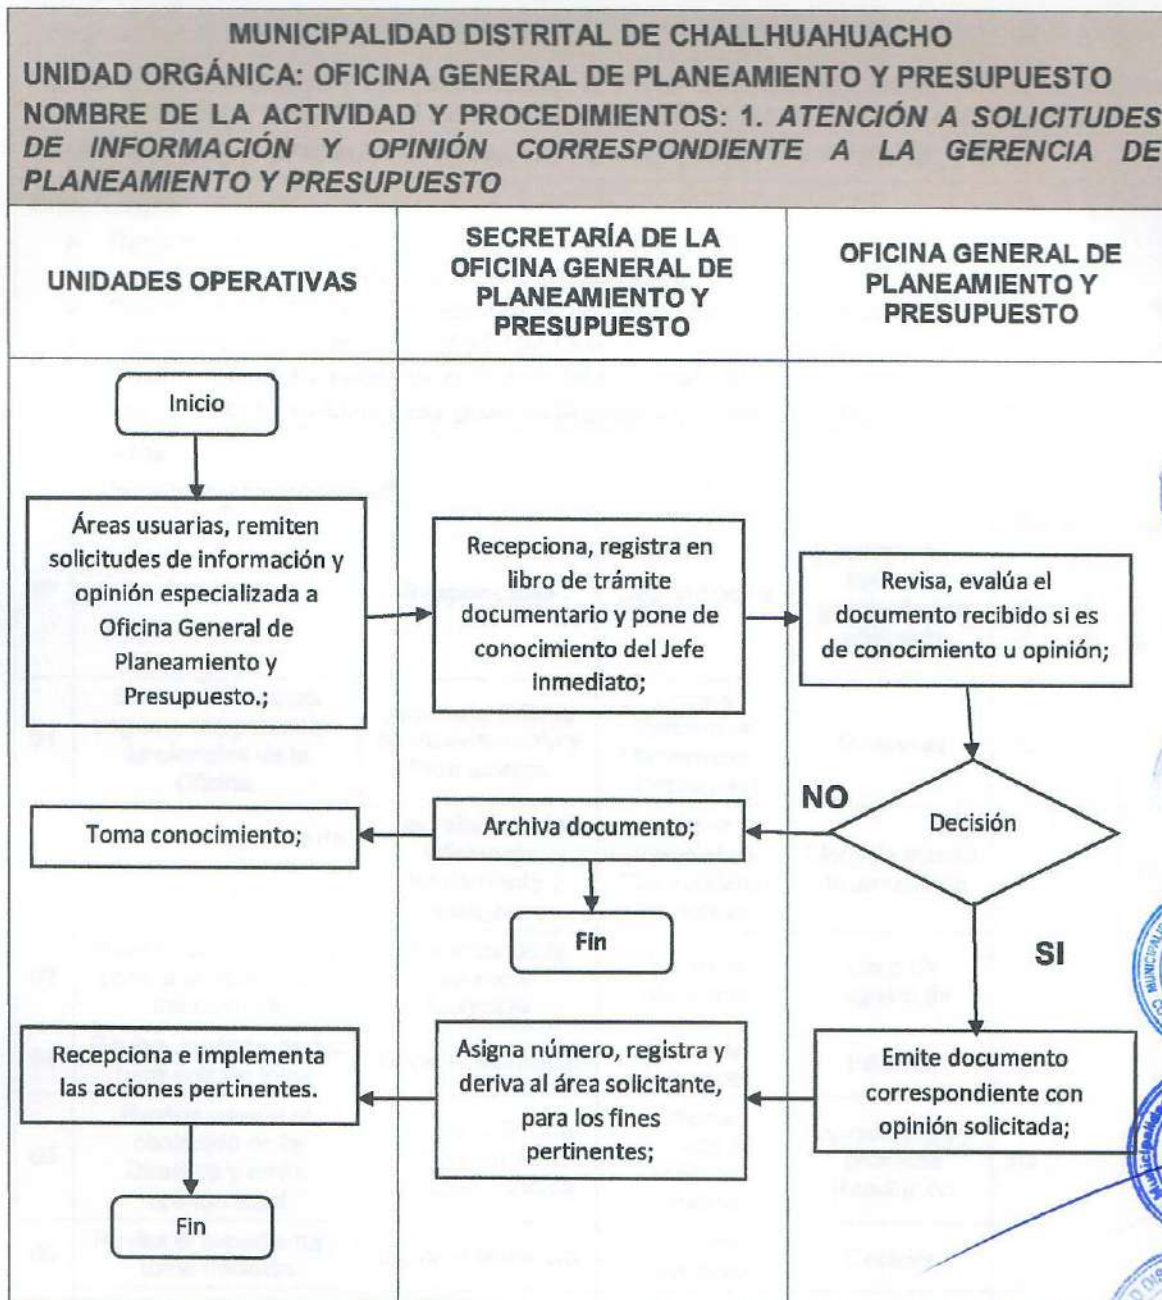 MUNICIPALIDAD DISTRITAL DE CHALLHUAHUACHO
UNIDAD ORGÁNICA: OFICINA GENERAL DE PLANEAMIENTO Y PRESUPUESTO
NOMBRE DE LA ACTIVIDAD Y PROCEDIMIENTOS: 1. ATENCIÓN A SOLICITUDES
DE INFORMACIÓN Y OPINIÓN CORRESPONDIENTE A LA GERENCIA DE
PLANEAMIENTO Y PRESUPUESTO
UNIDADES OPERATIVAS
SECRETARÍA DE LA
OFICINA GENERAL DE
PLANEAMIENTO Y
PRESUPUESTO
OFICINA GENERAL DE
PLANEAMIENTO Y
PRESUPUESTO
Inicio
Áreas usuarias, remiten
solicitudes de información y
opinión especializada a
Oficina General de
Planeamiento y
Presupuesto.;
Recepciona, registra en
libro de trámite
documentario y pone de
conocimiento del Jefe
inmediato;
Revisa, evalúa el
documento recibido si es
de conocimiento u opinión;
NO
Decisión
Archiva documento;
Toma conocimiento;
Fin
SI
Emite documento
correspondiente con
opinión solicitada;
Asigna número, registra y
deriva al área solicitante,
para los fines
pertinentes;
Recepciona e implementa
las acciones pertinentes.
Fin